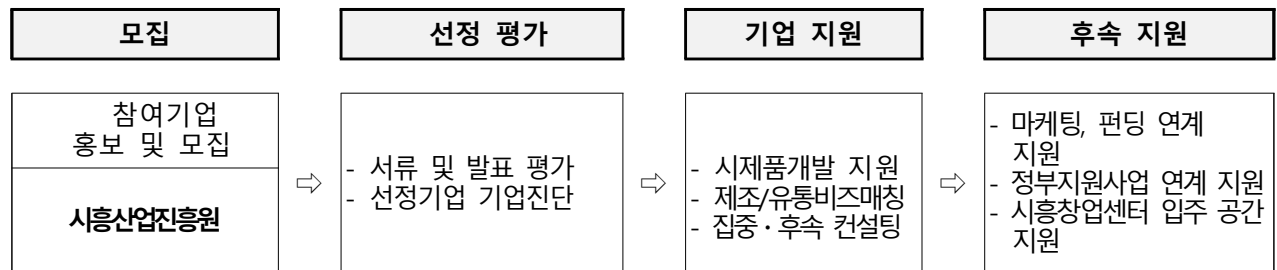 모집
참여기업
홍보 및 모집
시흥산업진흥원
⇨
선정 평가
- 서류 및 발표 평가
- 선정기업 기업진단
⇨
기업 지원
- 시제품개발 지원
- 제조/유통비즈매칭
- 집중·후속 컨설팅
⇨
후속 지원
- 마케팅, 펀딩 연계
지원
- 정부지원사업 연계 지원
- 시흥창업센터 입주 공간
지원